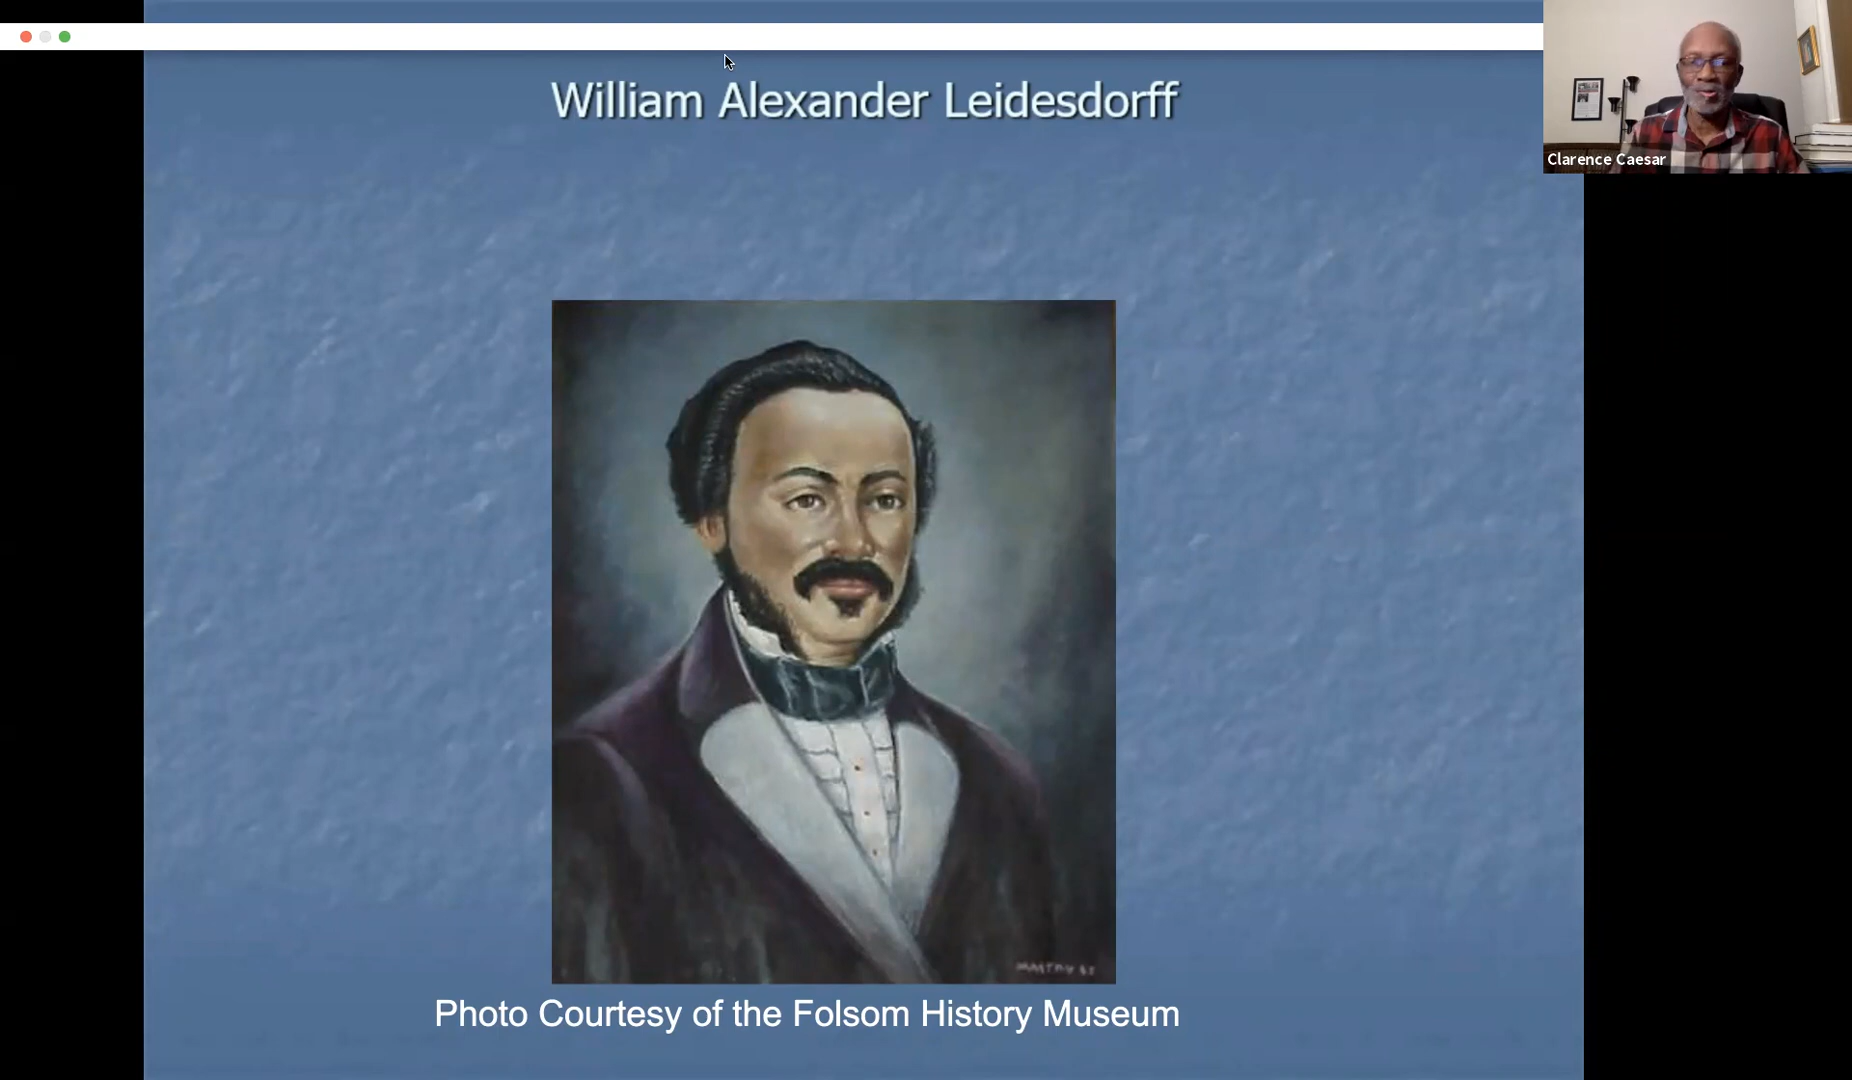 William Alexander Leidesdorff
Clarence Caesar
Photo Courtesy of the Folsom History Museum